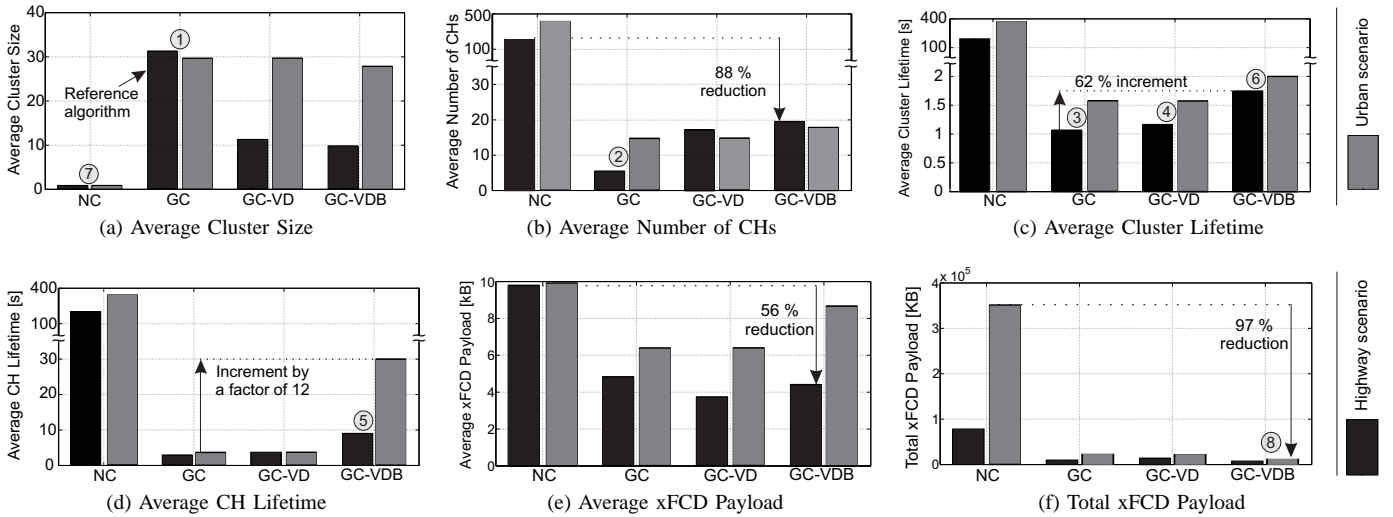 Average Cluster Size
40
30
20
10
0
1
Reference
algorithm
7
NC
GC
GC-VD
GC-VDB
(a) Average Cluster Size
Average Number of CHs
500
100
30
20
10
0
88 %
reduction
2
NC
GC
GC-VD
GC-VDB
(b) Average Number of CHs
Average Cluster Lifetime [s]
400
100
2
1.5
1
0.5
0
62 % increment
3
4
6
NC
GC
GC-VD
GC-VDB
(c) Average Cluster Lifetime
Urban scenario
Average CH Lifetime [s]
400
100
30
20
10
0
Increment by
a factor of 12
5
NC
GC
GC-VD
GC-VDB
(d) Average CH Lifetime
Average xFCD Payload [kB]
10
8
6
4
2
0
56 %
reduction
NC
GC
GC-VD
GC-VDB
(e) Average xFCD Payload
Total xFCD Payload [KB]
x 10^5
4
3
2
1
0
97 %
reduction
8
NC
GC
GC-VD
GC-VDB
(f) Total xFCD Payload
Highway scenario